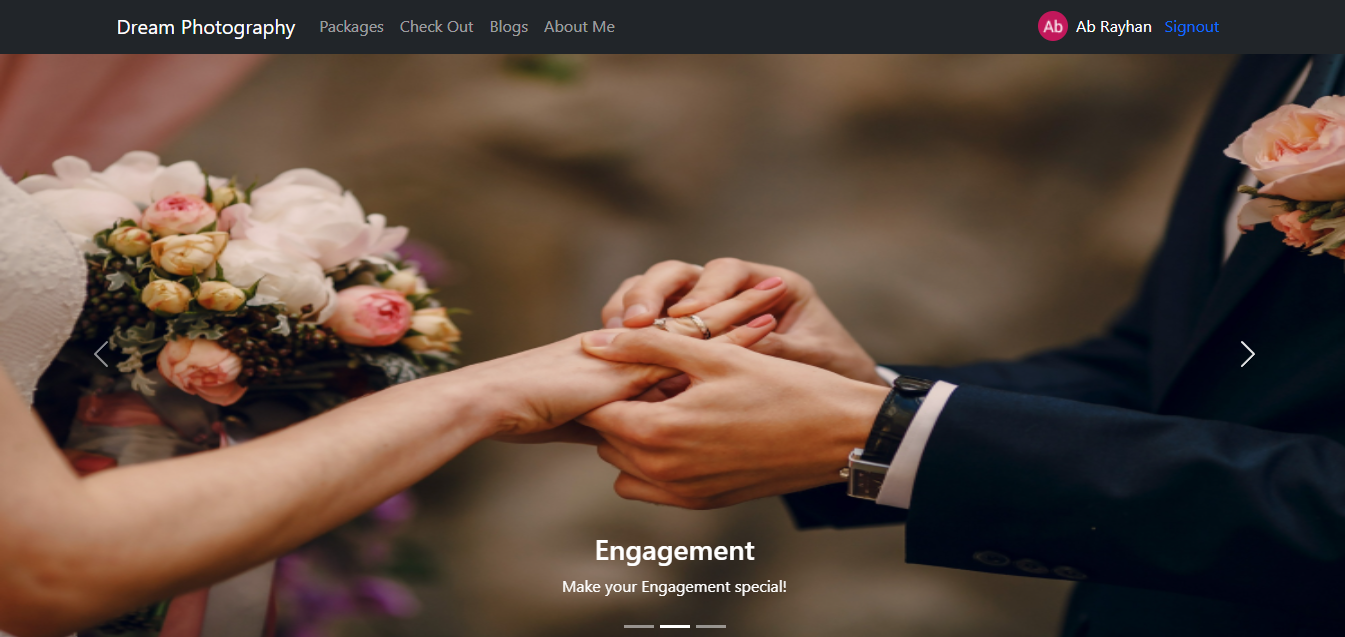 Dream Photography Packages Check Out Blogs About Me Ab Ab Rayhan Signout
Engagement
Make your Engagement special!